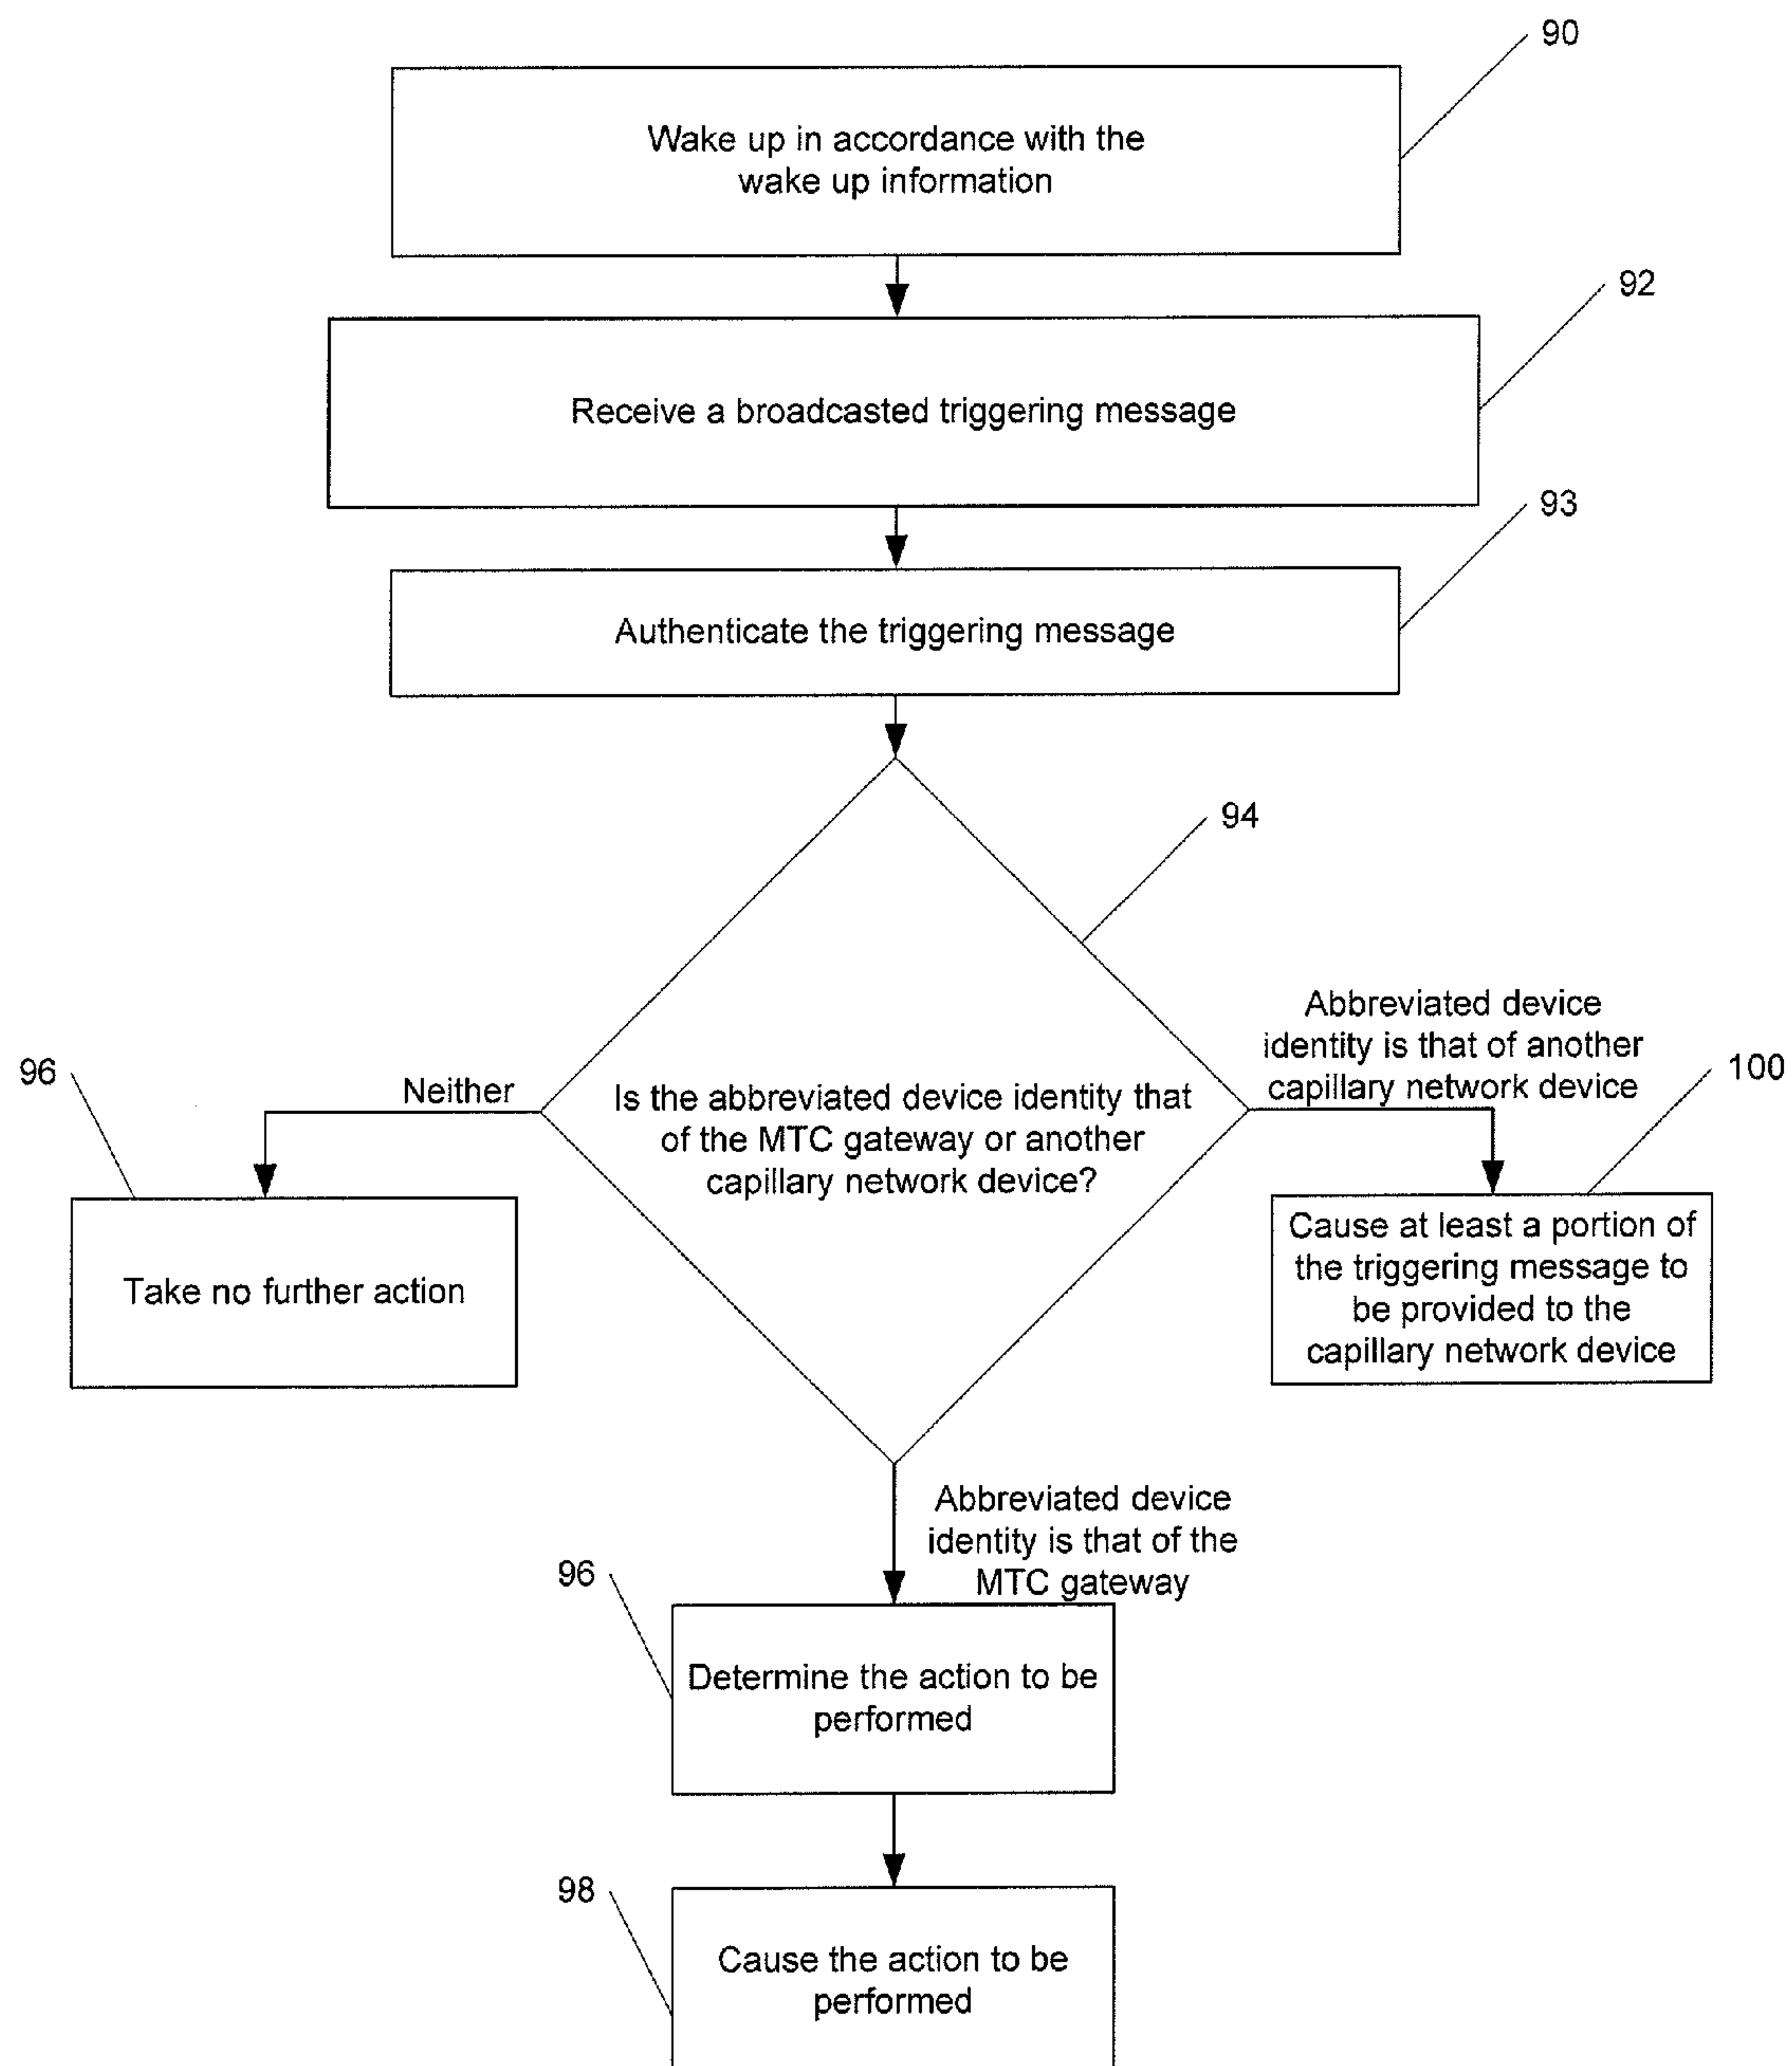 90
Wake up in accordance with the
wake up information
92
Receive a broadcasted triggering message
93
Authenticate the triggering message
94
Is the abbreviated device identity that
of the MTC gateway or another
capillary network device?
Neither
96
Take no further action
Abbreviated device
identity is that of another
capillary network device
100
Cause at least a portion of
the triggering message to
be provided to the
capillary network device
Abbreviated device
identity is that of the
MTC gateway
96
Determine the action to be
performed
98
Cause the action to be
performed